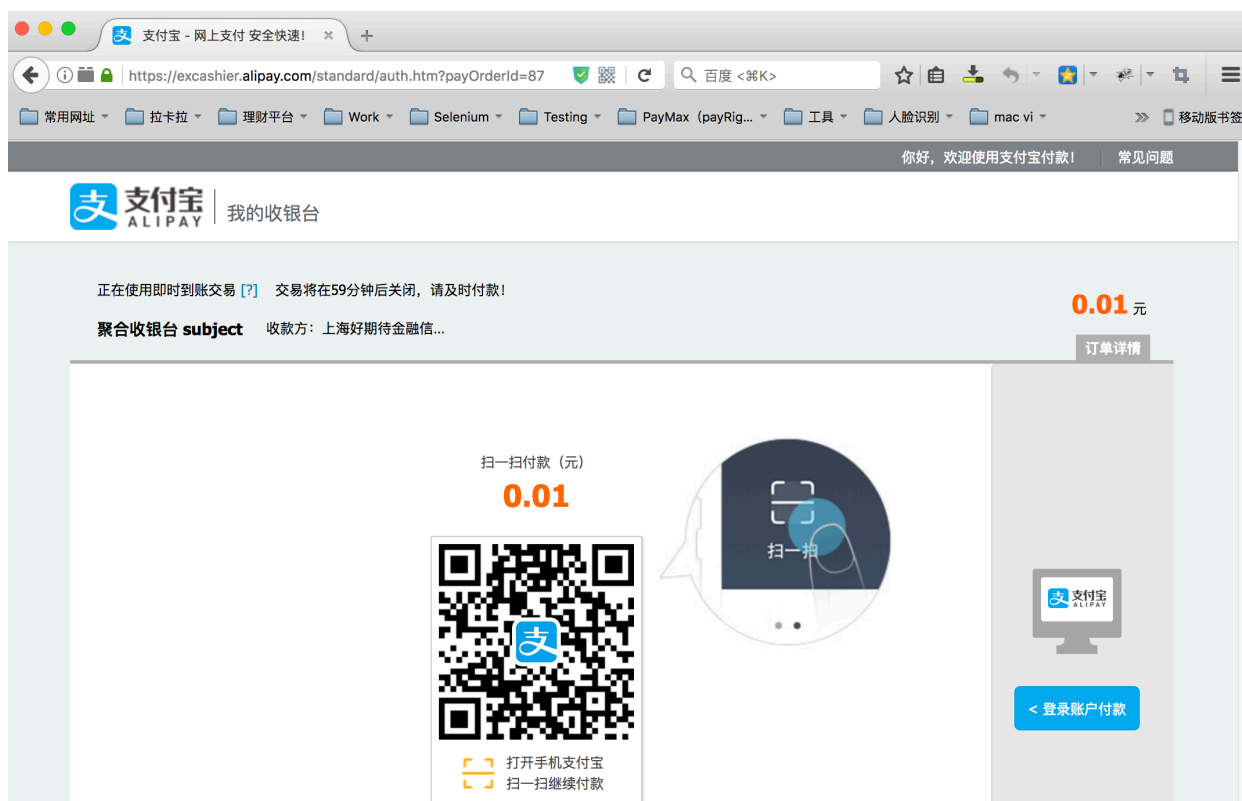 支付宝 - 网上支付 安全快速！
https://excashier.alipay.com/standard/auth.htm?payOrderId=87
百度 <⌘K>
常用网址 拉卡拉 理财平台 Work Selenium Testing PayMax（payRig... 工具 人脸识别 mac vi 移动版书签
你好，欢迎使用支付宝付款！ 常见问题
支 支付宝 ALIPAY 我的收银台
正在使用即时到账交易 [?] 交易将在59分钟后关闭，请及时付款！
0.01 元
聚合收银台 subject 收款方：上海好期待金融信...
订单详情
扫一扫付款（元）
0.01
扫一扫
支
支 支付宝
ALIPAY
< 登录账户付款
打开手机支付宝
扫一扫继续付款